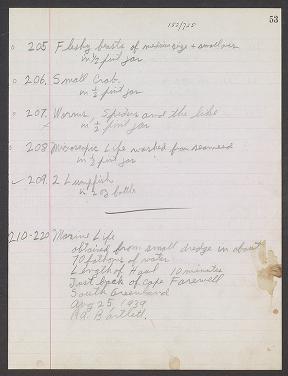 53
152/725
205 Fleshy bests of medium size + small ones
in ½ pint jar
206. Small Crab.
in ½ pint jar
207. Worms, Spiders and the like
in ½ pint jar
208 Microscopic Life washed from seaweed
in ½ pint jar
209. 2 Lumpfish
in ½ oz bottle
210-220 Marine Life
obtained from small dredge in about
70 fathoms of water
Length of Haul 10 minutes
Just back of Cape Farewell
South Greenland
Aug 25, 1939
R.A. Bartlett.